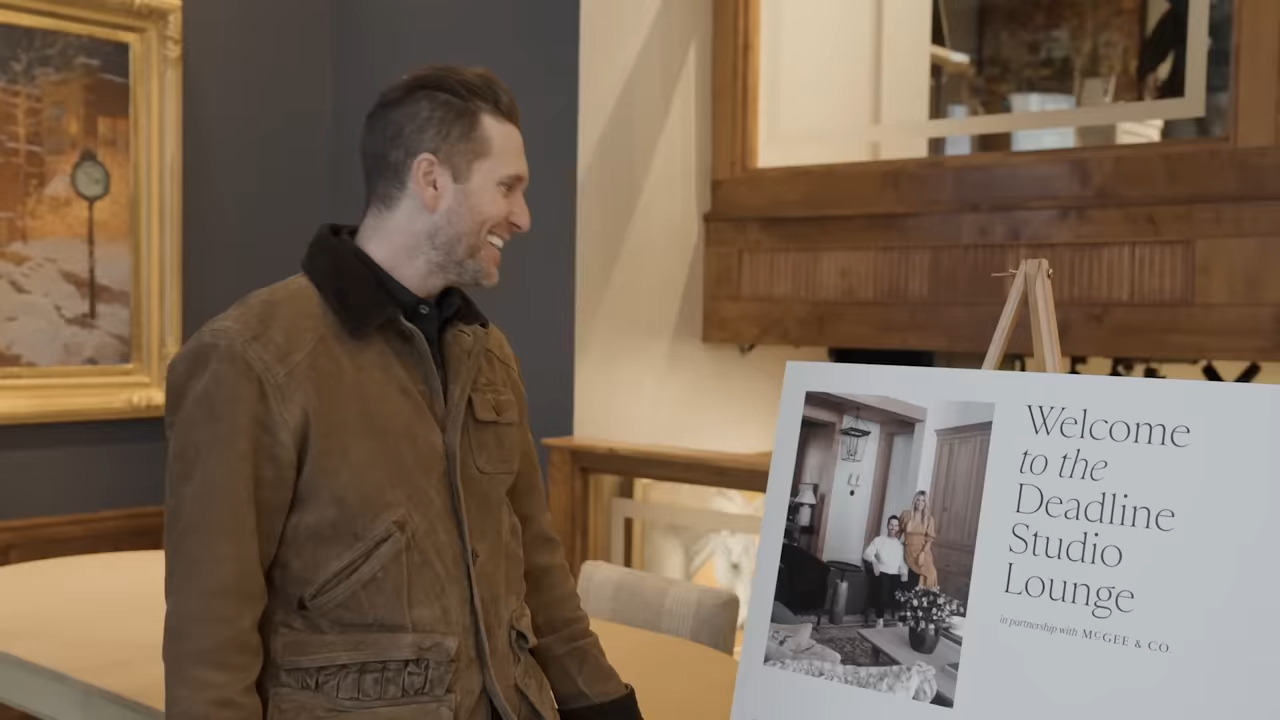 Welcome
to the
Deadline
Studio
Lounge
in partnership with McGEE & CO.